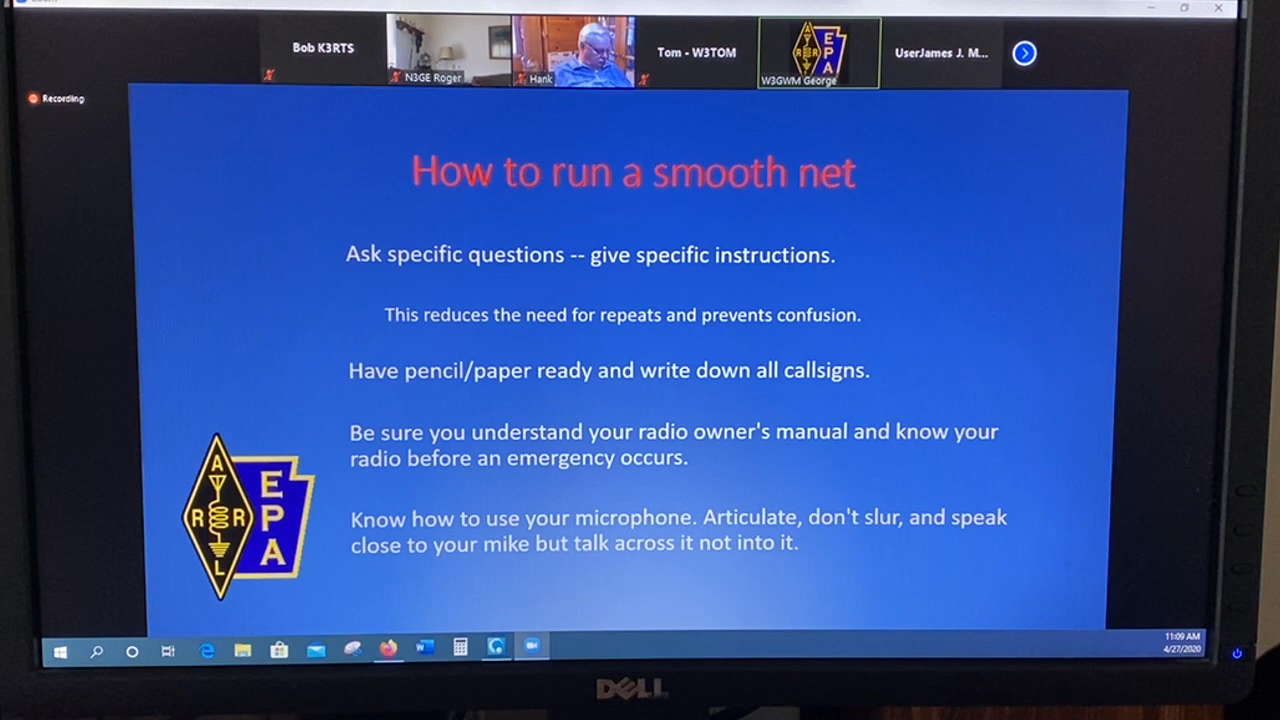 Bob K3RTS
N3GE Roger
Hank
Tom - W3TOM
W3GWM George
UserJames J. M...
Recording
How to run a smooth net
Ask specific questions -- give specific instructions.
This reduces the need for repeats and prevents confusion.
Have pencil/paper ready and write down all callsigns.
Be sure you understand your radio owner's manual and know your
radio before an emergency occurs.
Know how to use your microphone. Articulate, don't slur, and speak
close to your mike but talk across it not into it.
A
R R
L
E
P
A
11:09 AM
4/27/2020
DELL